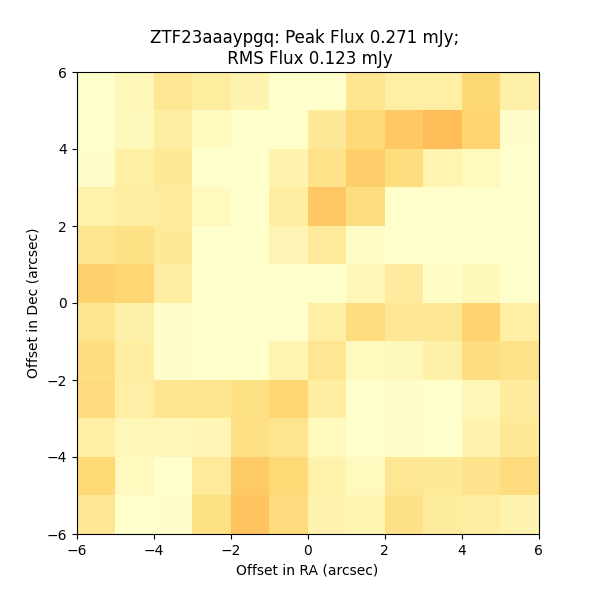 ZTF23aaaypgq: Peak Flux 0.271 mJy;
RMS Flux 0.123 mJy
6
4
2
0
−2
−4
−6
Offset in Dec (arcsec)
−6 −4 −2 0 2 4 6
Offset in RA (arcsec)